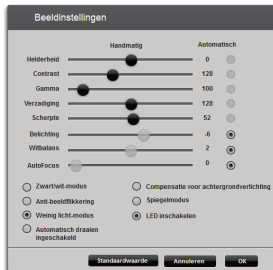 Beeldinstellingen
Handmatig Automatisch
Helderheid 0
Contrast 128
Gamma 100
Verzadiging 128
Scherpte 52
Belichting -6
Witbalans 2
AutoFocus 0
Zwart/wit-modus Compensatie voor achtergrondverlichting
Anti-beeldflikkering Spiegelmodus
Weinig licht-modus LED inschakelen
Automatisch draaien
ingeschakeld
Standaardwaarde Annuleren OK